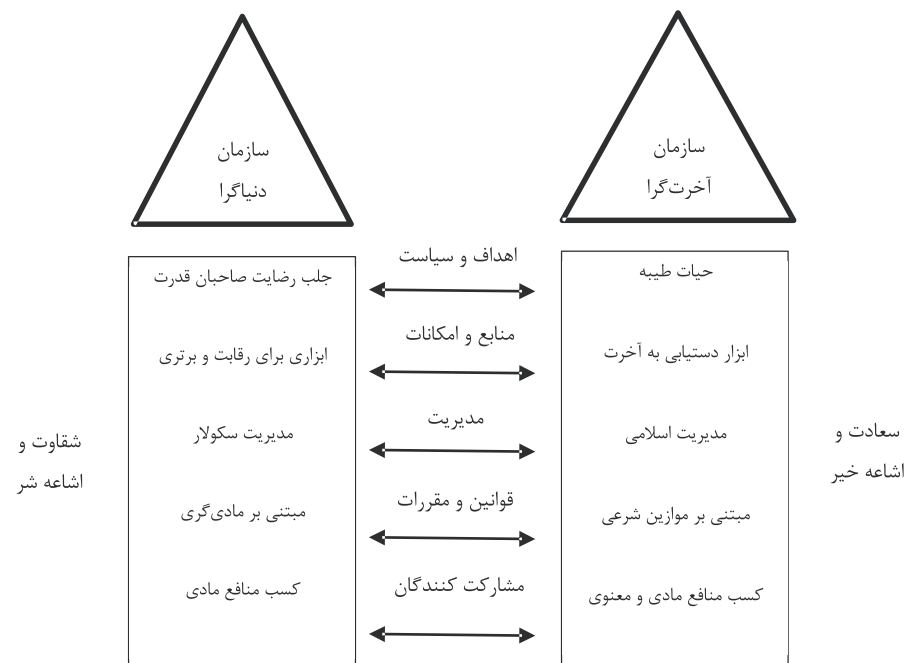 سازمان
آخرت‌گرا
سازمان
دنیاگرا
اهداف و سیاست
حیات طیبه
جلب رضایت صاحبان قدرت
منابع و امکانات
ابزار دستیابی به آخرت
ابزاری برای رقابت و برتری
مدیریت
مدیریت اسلامی
مدیریت سکولار
سعادت و
اشاعه خیر
شقاوت و
اشاعه شر
قوانین و مقررات
مبتنی بر موازین شرعی
مبتنی بر مادی‌گری
مشارکت کنندگان
کسب منافع مادی و معنوی
کسب منافع مادی